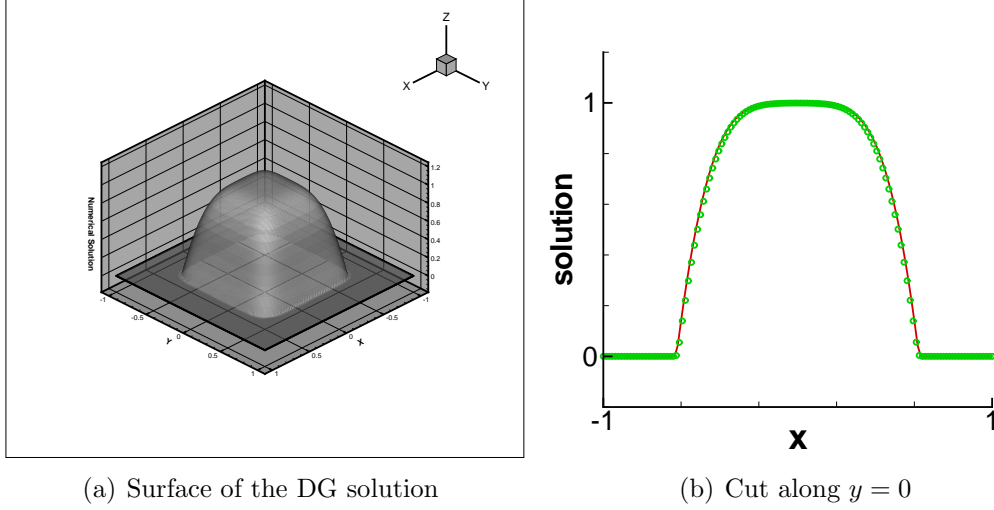 Z
X
Y
Numerical Solution
1.2
1
0.8
0.6
0.4
0.2
0
-1
-0.5
Y
0
0.5
1
-1
-0.5
0
X
0.5
1
solution
1
0
-1
1
x
(a) Surface of the DG solution
(b) Cut along y = 0